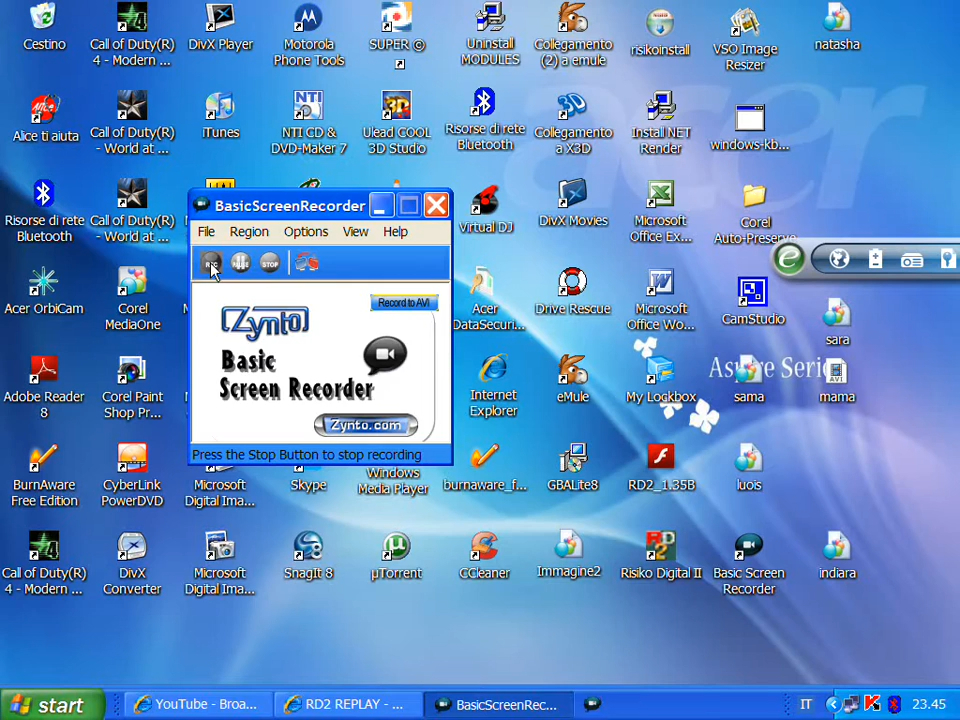 Cestino
Call of Duty(R)
4 - Modern ...
DivX Player
Motorola
Phone Tools
SUPER ©
Uninstall
MODULES
Collegamento
(2) a emule
risikoinstall
VSO Image
Resizer
natasha
Alice ti aiuta
Call of Duty(R)
- World at ...
iTunes
NTI CD &
DVD-Maker 7
Ulead COOL
3D Studio
Risorse di rete
Bluetooth
Collegamento
a X3D
Install NET
Render
windows-kb...
acer
Risorse di rete
Bluetooth
Call of Duty(R)
- World at ...
Virtual DJ
DivX Movies
Microsoft
Office Ex...
Corel
Auto-Preserve
BasicScreenRecorder
File Region Options View Help
REC PAUSE STOP
Record to AVI
Zynto
Basic
Screen Recorder
Zynto.com
Press the Stop Button to stop recording
Acer OrbiCam
Corel
MediaOne
Acer
DataSecuri...
Drive Rescue
Microsoft
Office Wo...
CamStudio
sara
Adobe Reader
8
Corel Paint
Shop Pr...
Internet
Explorer
eMule
My Lockbox
sama
AVI
mama
BurnAware
Free Edition
CyberLink
PowerDVD
Microsoft
Digital Ima...
Skype
Windows
Media Player
burnaware_f...
GBALite8
RD2_1.35B
luois
Call of Duty(R)
4 - Modern ...
DivX
Converter
Microsoft
Digital Ima...
SnagIt 8
µTorrent
CCleaner
Immagine2
Risiko Digital II
Basic Screen
Recorder
indiara
start
YouTube - Broa...
RD2 REPLAY - ...
BasicScreenRec...
IT
23.45